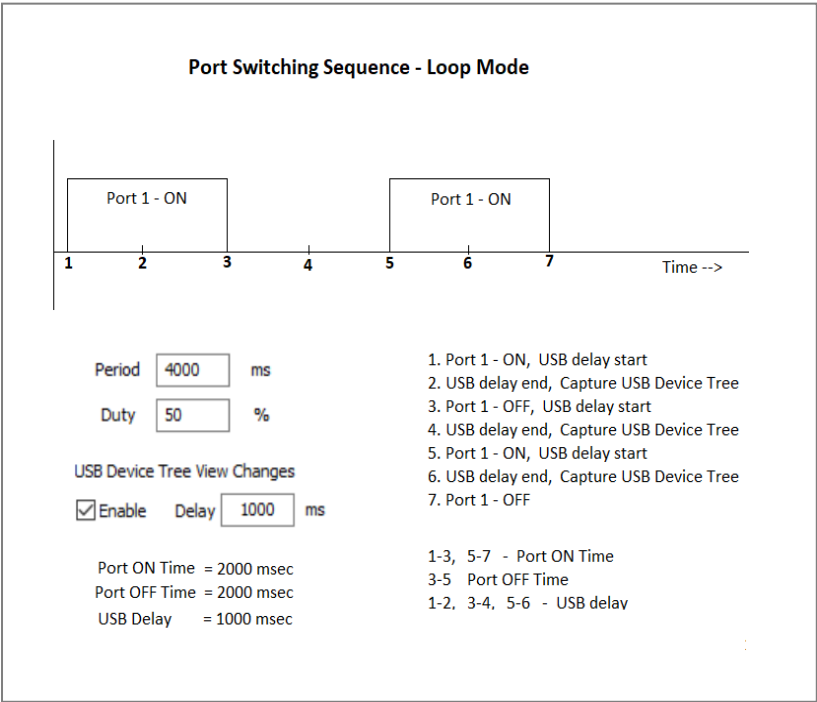 Port Switching Sequence - Loop Mode
Port 1 - ON
Port 1 - ON
1 2 3 4 5 6 7
Time -->
Period 4000 ms
Duty 50 %
USB Device Tree View Changes
Enable Delay 1000 ms
Port ON Time = 2000 msec
Port OFF Time = 2000 msec
USB Delay = 1000 msec
1. Port 1 - ON, USB delay start
2. USB delay end, Capture USB Device Tree
3. Port 1 - OFF, USB delay start
4. USB delay end, Capture USB Device Tree
5. Port 1 - ON, USB delay start
6. USB delay end, Capture USB Device Tree
7. Port 1 - OFF
1-3, 5-7 - Port ON Time
3-5 Port OFF Time
1-2, 3-4, 5-6 - USB delay